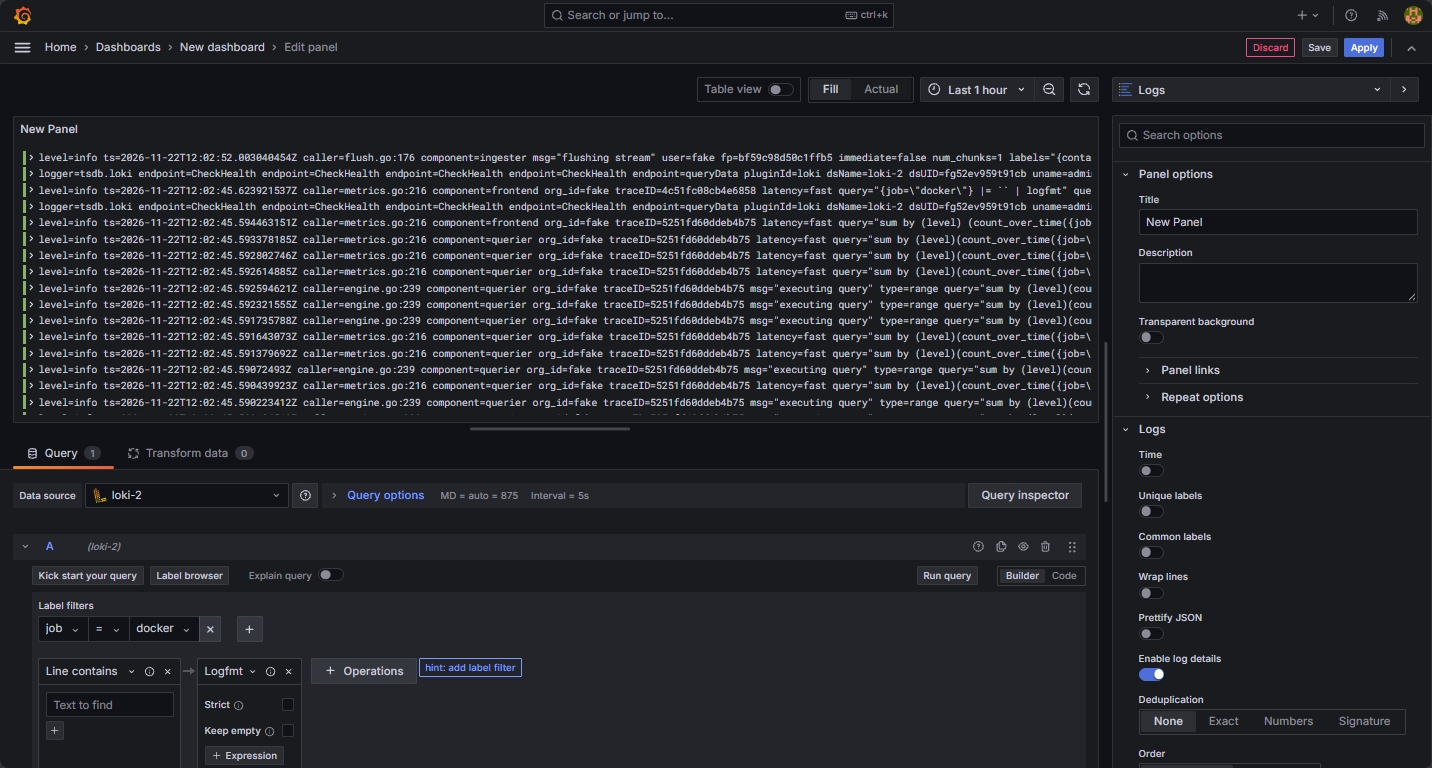 Search or jump to... ctrl+k
Home › Dashboards › New dashboard › Edit panel
Discard Save Apply
Table view Fill Actual Last 1 hour
Logs
New Panel
level=info ts=2026-11-22T12:02:52.003040454Z caller=flush.go:176 component=ingester msg="flushing stream" user=fake fp=bf59c98d50c1ffb5 immediate=false num_chunks=1 labels="{conta
logger=tsdb.loki endpoint=CheckHealth endpoint=CheckHealth endpoint=CheckHealth endpoint=queryData pluginId=loki dsName=loki-2 dsUID=fg52ev959t91cb uname=admi
level=info ts=2026-11-22T12:02:45.623921537Z caller=metrics.go:216 component=frontend org_id=fake traceID=4c51fc08cb4e6858 latency=fast query="{job=\"docker\"} |= `` | logfmt" que
logger=tsdb.loki endpoint=CheckHealth endpoint=CheckHealth endpoint=CheckHealth endpoint=queryData pluginId=loki dsName=loki-2 dsUID=fg52ev959t91cb uname=admi
level=info ts=2026-11-22T12:02:45.594463151Z caller=metrics.go:216 component=frontend org_id=fake traceID=5251fd60ddeb4b75 latency=fast query="sum by (level) (count_over_time({job
level=info ts=2026-11-22T12:02:45.593378185Z caller=metrics.go:216 component=querier org_id=fake traceID=5251fd60ddeb4b75 latency=fast query="sum by (level)(count_over_time({job=\
level=info ts=2026-11-22T12:02:45.592802746Z caller=metrics.go:216 component=querier org_id=fake traceID=5251fd60ddeb4b75 latency=fast query="sum by (level)(count_over_time({job=\
level=info ts=2026-11-22T12:02:45.592614885Z caller=metrics.go:216 component=querier org_id=fake traceID=5251fd60ddeb4b75 latency=fast query="sum by (level)(count_over_time({job=\
level=info ts=2026-11-22T12:02:45.592594621Z caller=engine.go:239 component=querier org_id=fake traceID=5251fd60ddeb4b75 msg="executing query" type=range query="sum by (level)(cou
level=info ts=2026-11-22T12:02:45.592321555Z caller=engine.go:239 component=querier org_id=fake traceID=5251fd60ddeb4b75 msg="executing query" type=range query="sum by (level)(cou
level=info ts=2026-11-22T12:02:45.591735788Z caller=engine.go:239 component=querier org_id=fake traceID=5251fd60ddeb4b75 msg="executing query" type=range query="sum by (level)(cou
level=info ts=2026-11-22T12:02:45.591643073Z caller=metrics.go:216 component=querier org_id=fake traceID=5251fd60ddeb4b75 latency=fast query="sum by (level)(count_over_time({job=\
level=info ts=2026-11-22T12:02:45.591379692Z caller=metrics.go:216 component=querier org_id=fake traceID=5251fd60ddeb4b75 latency=fast query="sum by (level)(count_over_time({job=\
level=info ts=2026-11-22T12:02:45.59072493Z caller=engine.go:239 component=querier org_id=fake traceID=5251fd60ddeb4b75 msg="executing query" type=range query="sum by (level)(coun
level=info ts=2026-11-22T12:02:45.590439923Z caller=metrics.go:216 component=querier org_id=fake traceID=5251fd60ddeb4b75 latency=fast query="sum by (level)(count_over_time({job=\
level=info ts=2026-11-22T12:02:45.590223412Z caller=engine.go:239 component=querier org_id=fake traceID=5251fd60ddeb4b75 msg="executing query" type=range query="sum by (level)(cou
Query 1 Transform data 0
Data source loki-2 Query options MD = auto = 875 Interval = 5s Query inspector
A (loki-2)
Kick start your query Label browser Explain query Run query Builder Code
Label filters
job = docker
Line contains Logfmt Operations hint: add label filter
Text to find Strict
Keep empty
Expression
Search options
Panel options
Title
New Panel
Description
Transparent background
Panel links
Repeat options
Logs
Time
Unique labels
Common labels
Wrap lines
Prettify JSON
Enable log details
Deduplication
None Exact Numbers Signature
Order